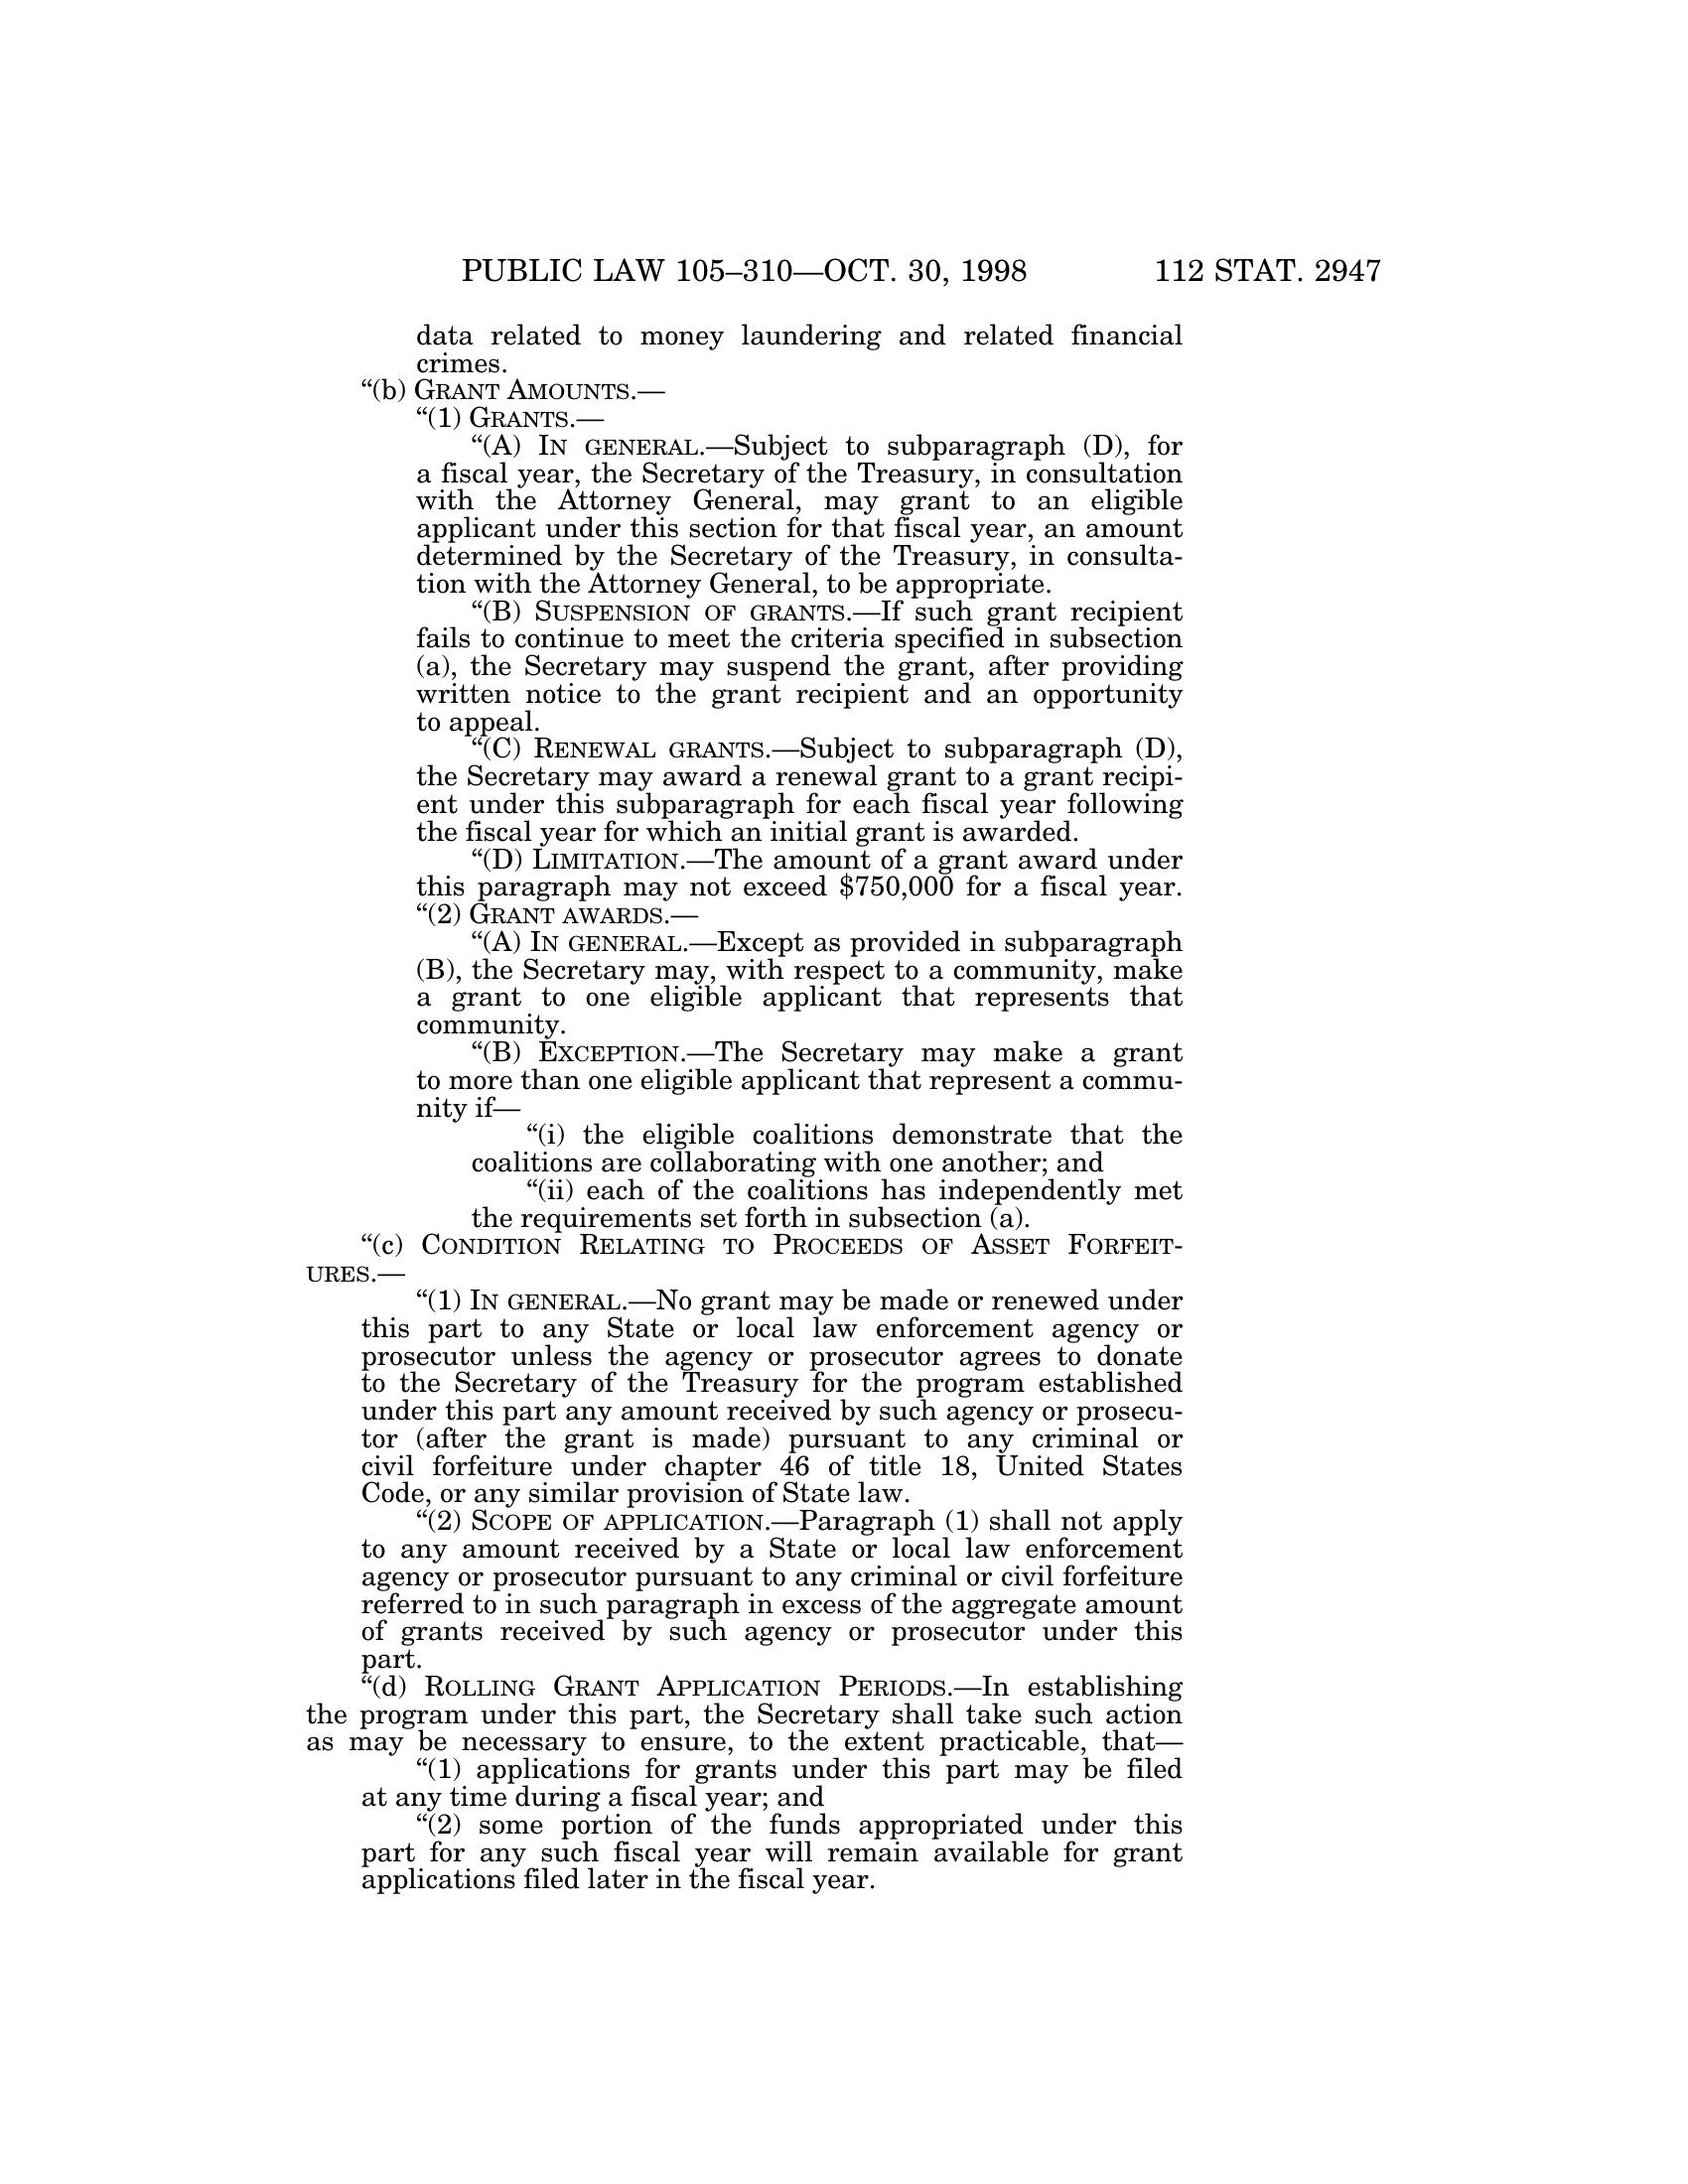 PUBLIC LAW 105–310—OCT. 30, 1998 112 STAT. 2947
data related to money laundering and related financial
crimes.
“(b) GRANT AMOUNTS.—
“(1) GRANTS.—
“(A) IN GENERAL.—Subject to subparagraph (D), for
a fiscal year, the Secretary of the Treasury, in consultation
with the Attorney General, may grant to an eligible
applicant under this section for that fiscal year, an amount
determined by the Secretary of the Treasury, in consulta-
tion with the Attorney General, to be appropriate.
“(B) SUSPENSION OF GRANTS.—If such grant recipient
fails to continue to meet the criteria specified in subsection
(a), the Secretary may suspend the grant, after providing
written notice to the grant recipient and an opportunity
to appeal.
“(C) RENEWAL GRANTS.—Subject to subparagraph (D),
the Secretary may award a renewal grant to a grant recipi-
ent under this subparagraph for each fiscal year following
the fiscal year for which an initial grant is awarded.
“(D) LIMITATION.—The amount of a grant award under
this paragraph may not exceed $750,000 for a fiscal year.
“(2) GRANT AWARDS.—
“(A) IN GENERAL.—Except as provided in subparagraph
(B), the Secretary may, with respect to a community, make
a grant to one eligible applicant that represents that
community.
“(B) EXCEPTION.—The Secretary may make a grant
to more than one eligible applicant that represent a commu-
nity if—
“(i) the eligible coalitions demonstrate that the
coalitions are collaborating with one another; and
“(ii) each of the coalitions has independently met
the requirements set forth in subsection (a).
“(c) CONDITION RELATING TO PROCEEDS OF ASSET FORFEIT-
URES.—
“(1) IN GENERAL.—No grant may be made or renewed under
this part to any State or local law enforcement agency or
prosecutor unless the agency or prosecutor agrees to donate
to the Secretary of the Treasury for the program established
under this part any amount received by such agency or prosecu-
tor (after the grant is made) pursuant to any criminal or
civil forfeiture under chapter 46 of title 18, United States
Code, or any similar provision of State law.
“(2) SCOPE OF APPLICATION.—Paragraph (1) shall not apply
to any amount received by a State or local law enforcement
agency or prosecutor pursuant to any criminal or civil forfeiture
referred to in such paragraph in excess of the aggregate amount
of grants received by such agency or prosecutor under this
part.
“(d) ROLLING GRANT APPLICATION PERIODS.—In establishing
the program under this part, the Secretary shall take such action
as may be necessary to ensure, to the extent practicable, that—
“(1) applications for grants under this part may be filed
at any time during a fiscal year; and
“(2) some portion of the funds appropriated under this
part for any such fiscal year will remain available for grant
applications filed later in the fiscal year.